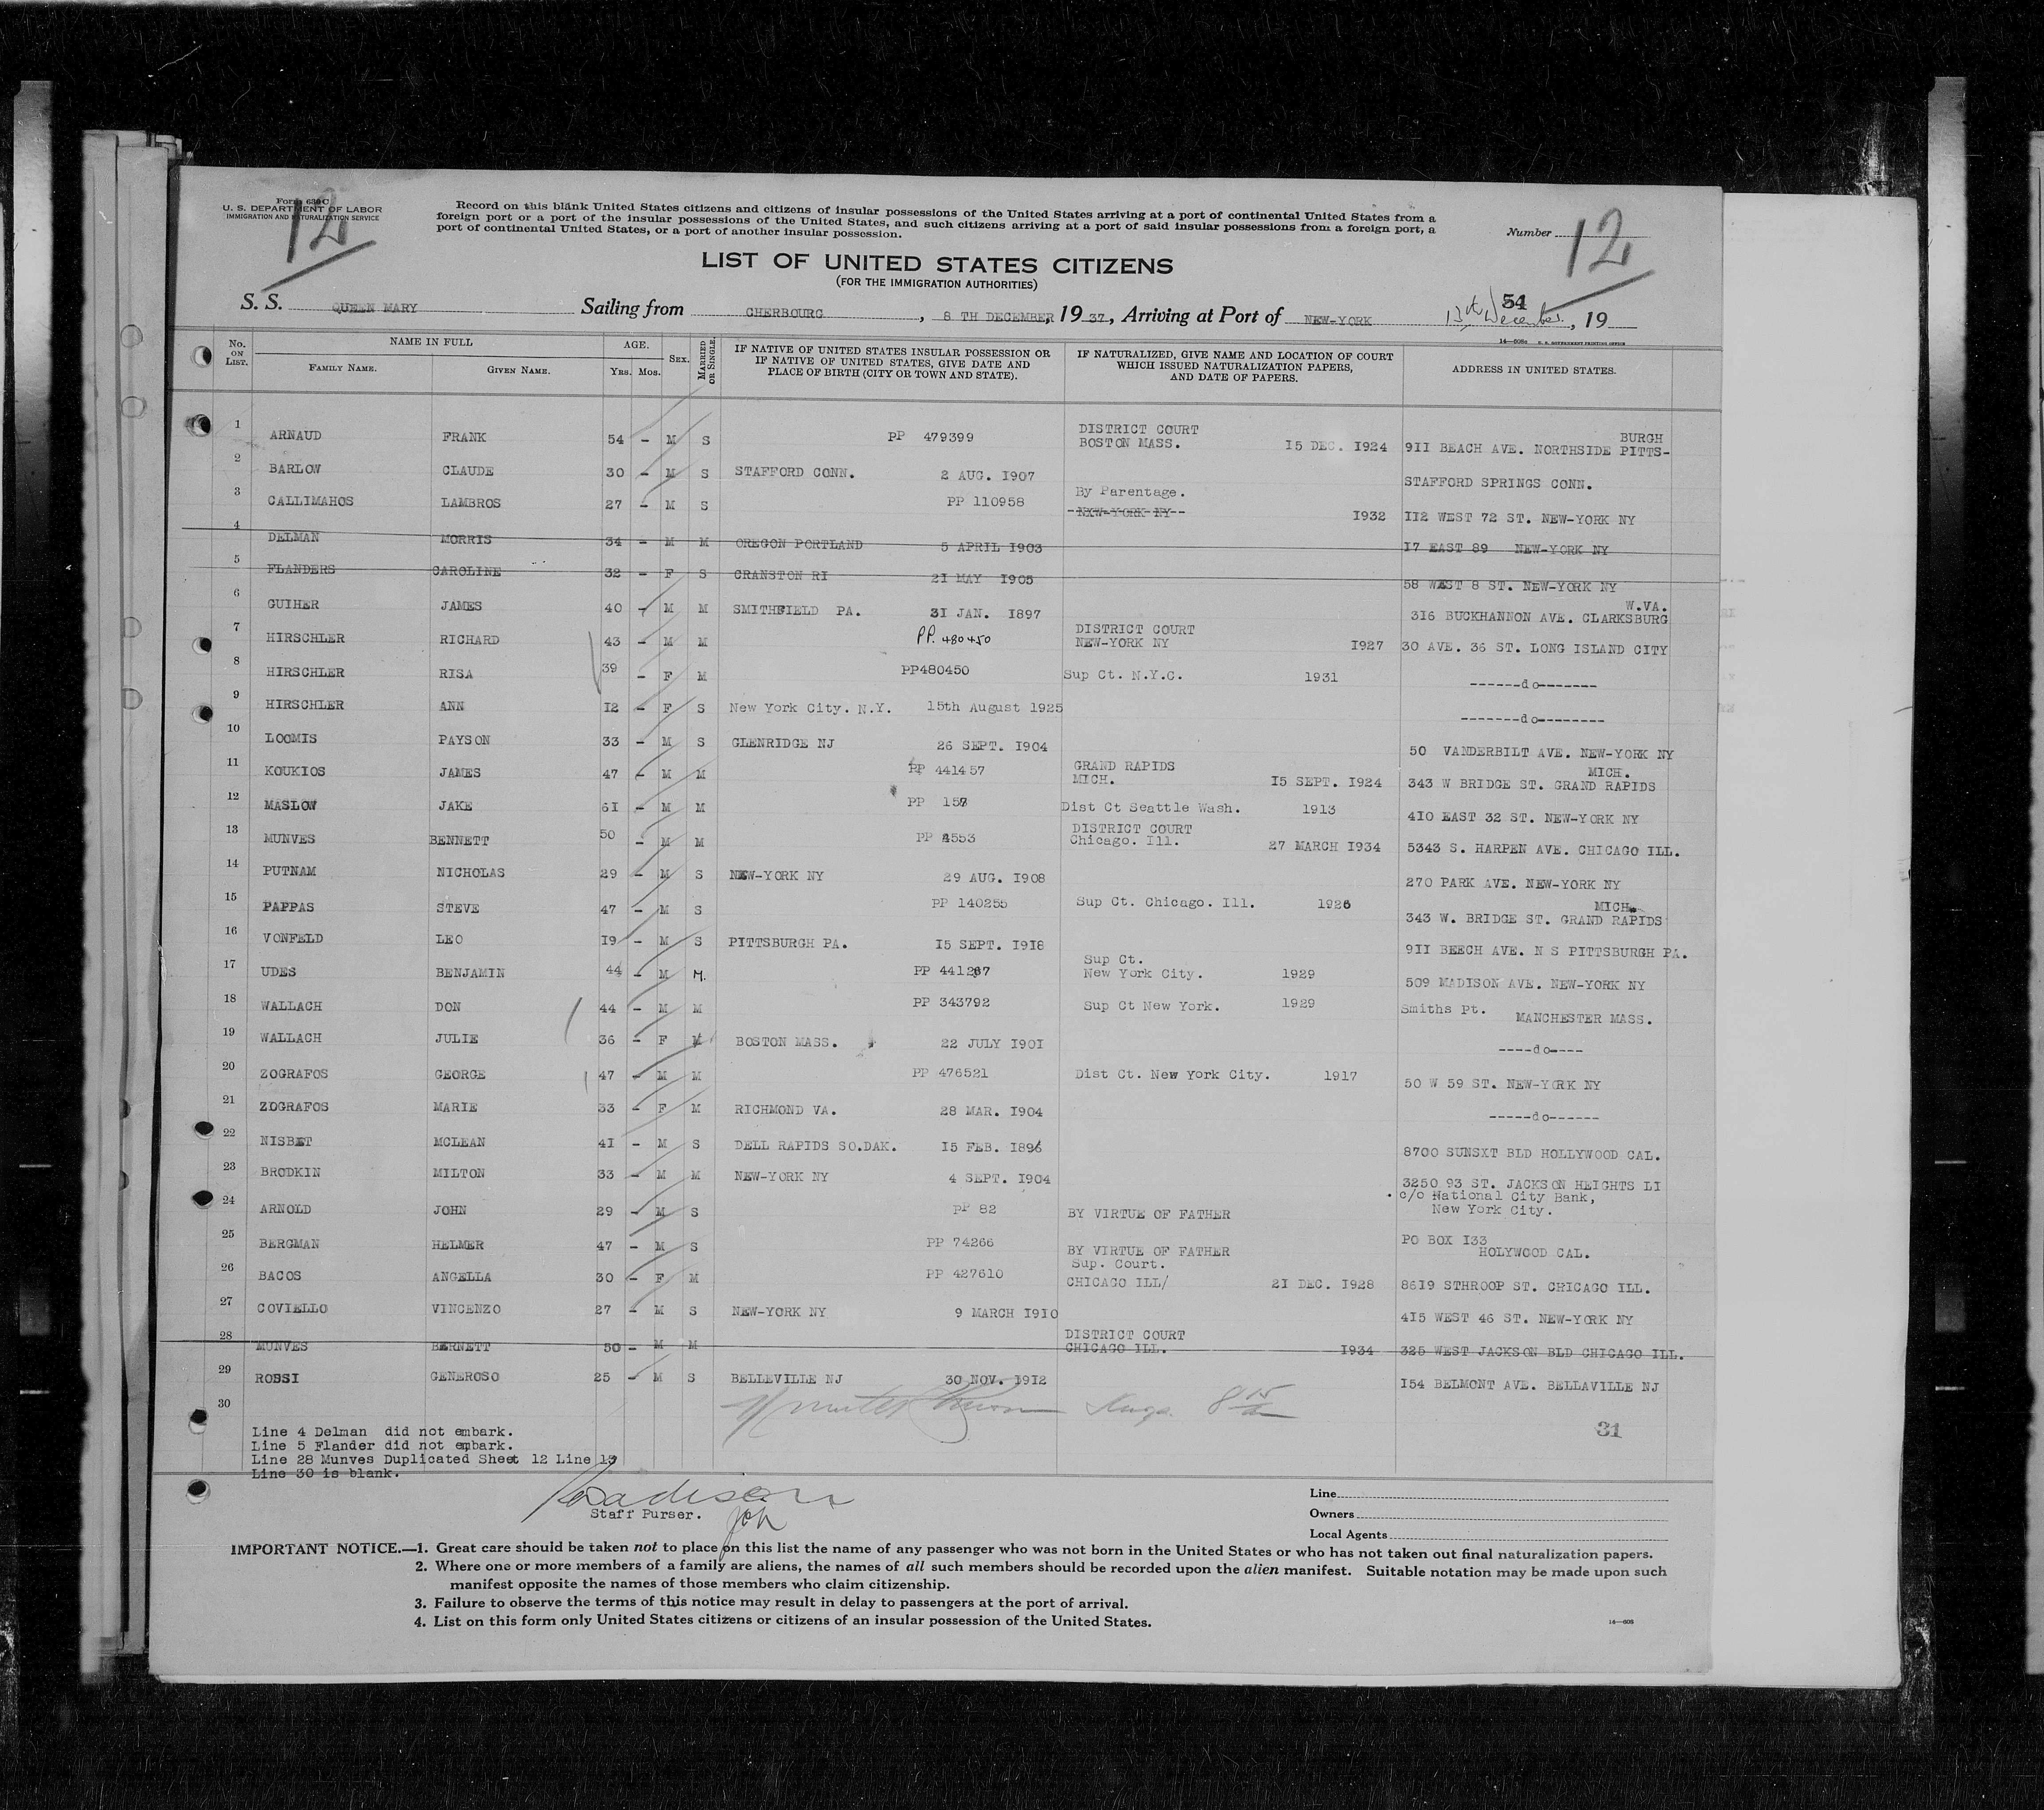 Form 630C
U. S. DEPARTMENT OF LABOR
IMMIGRATION AND NATURALIZATION SERVICE
12
Record on this blank United States citizens and citizens of insular possessions of the United States arriving at a port of continental United States from a
foreign port or a port of the insular possessions of the United States, and such citizens arriving at a port of said insular possessions from a foreign port, a
port of continental United States, or a port of another insular possession.
Number 12
LIST OF UNITED STATES CITIZENS
(FOR THE IMMIGRATION AUTHORITIES)
54
S. S. QUEEN MARY Sailing from CHERBOURG, 8 TH DECEMBER, 1937, Arriving at Port of NEW-YORK 13th December, 19
No. ON LIST. NAME IN FULL FAMILY NAME. GIVEN NAME. AGE. Yrs. Mos. SEX. MARRIED OR SINGLE. IF NATIVE OF UNITED STATES INSULAR POSSESSION OR IF NATIVE OF UNITED STATES, GIVE DATE AND PLACE OF BIRTH (CITY OR TOWN AND STATE). IF NATURALIZED, GIVE NAME AND LOCATION OF COURT WHICH ISSUED NATURALIZATION PAPERS, AND DATE OF PAPERS. ADDRESS IN UNITED STATES.
1 ARNAUD FRANK 54 - M S PP 479399 DISTRICT COURT BOSTON MASS. 15 DEC. 1924 911 BEACH AVE. NORTHSIDE PITTS-BURGH
2 BARLOW CLAUDE 30 - M S STAFFORD CONN. 2 AUG. 1907 STAFFORD SPRINGS CONN.
3 CALLIMAHOS LAMBROS 27 - M S PP 110958 By Parentage. NEW-YORK NY 1932 112 WEST 72 ST. NEW-YORK NY
4 DELMAN MORRIS 34 - M M OREGON PORTLAND 5 APRIL 1903 17 EAST 89 NEW-YORK NY
5 FLANDERS CAROLINE 32 - F S CRANSTON RI 21 MAY 1905 58 WEST 8 ST. NEW-YORK NY
6 GUIHER JAMES 40 - M M SMITHFIELD PA. 31 JAN. 1897 316 BUCKHANNON AVE. CLARKSBURG W.VA.
7 HIRSCHLER RICHARD 43 - M M PP. 480450 DISTRICT COURT NEW-YORK NY 1927 30 AVE. 36 ST. LONG ISLAND CITY
8 HIRSCHLER RISA 39 - F M PP480450 Sup Ct. N.Y.C. 1931 ------do-------
9 HIRSCHLER ANN 12 - F S New York City. N.Y. 15th August 1925 -------do---------
10 LOOMIS PAYSON 33 - M S GLENRIDGE NJ 26 SEPT. 1904 50 VANDERBILT AVE. NEW-YORK NY
11 KOUKIOS JAMES 47 - M M PP 441457 GRAND RAPIDS MICH. 15 SEPT. 1924 343 W BRIDGE ST. GRAND RAPIDS MICH.
12 MASLOW JAKE 61 - M M PP 157 Dist Ct Seattle Wash. 1913 410 EAST 32 ST. NEW-YORK NY
13 MUNVES BENNETT 50 - M M PP 4553 DISTRICT COURT Chicago. Ill. 27 MARCH 1934 5343 S. HARPEN AVE. CHICAGO ILL.
14 PUTNAM NICHOLAS 29 - M S NEW-YORK NY 29 AUG. 1908 270 PARK AVE. NEW-YORK NY
15 PAPPAS STEVE 47 - M S PP 140255 Sup Ct. Chicago. Ill. 1926 343 W. BRIDGE ST. GRAND RAPIDS MICH.
16 VONFELD LEO 19 - M S PITTSBURGH PA. 15 SEPT. 1918 911 BEECH AVE. N S PITTSBURGH PA.
17 UDES BENJAMIN 44 - M M. PP 441267 Sup Ct. New York City. 1929 509 MADISON AVE. NEW-YORK NY
18 WALLACH DON 44 - M M PP 343792 Sup Ct New York. 1929 Smiths Pt. MANCHESTER MASS.
19 WALLACH JULIE 36 - F M BOSTON MASS. 22 JULY 1901 ----do----
20 ZOGRAFOS GEORGE 47 - M M PP 476521 Dist Ct. New York City. 1917 50 W 59 ST. NEW-YORK NY
21 ZOGRAFOS MARIE 33 - F M RICHMOND VA. 28 MAR. 1904 -----do------
22 NISBET MCLEAN 41 - M S DELL RAPIDS SO.DAK. 15 FEB. 1896 8700 SUNSXT BLD HOLLYWOOD CAL.
23 BRODKIN MILTON 33 - M M NEW-YORK NY 4 SEPT. 1904 3250 93 ST. JACKSON HEIGHTS LI
24 ARNOLD JOHN 29 - M S PP 82 BY VIRTUE OF FATHER c/o National City Bank, New York City.
25 BERGMAN HELMER 47 - M S PP 74266 BY VIRTUE OF FATHER PO BOX 133 HOLYWOOD CAL.
26 BACOS ANGELLA 30 - F M PP 427610 Sup. Court. CHICAGO ILL/ 21 DEC. 1928 8619 STHROOP ST. CHICAGO ILL.
27 COVIELLO VINCENZO 27 - M S NEW-YORK NY 9 MARCH 1910 415 WEST 46 ST. NEW-YORK NY
28 MUNVES BERNETT 50 - M M DISTRICT COURT CHICAGO ILL. 1934 325 WEST JACKSON BLD CHICAGO ILL.
29 ROSSI GENEROSO 25 - M S BELLEVILLE NJ 30 NOV. 1912 154 BELMONT AVE. BELLAVILLE NJ
30
31
Line 4 Delman did not embark.
Line 5 Flander did not embark.
Line 28 Munves Duplicated Sheet 12 Line 13
Line 30 is blank.
Staff Purser.
Line
Owners
Local Agents
IMPORTANT NOTICE.—1. Great care should be taken not to place on this list the name of any passenger who was not born in the United States or who has not taken out final naturalization papers.
2. Where one or more members of a family are aliens, the names of all such members should be recorded upon the alien manifest. Suitable notation may be made upon such
manifest opposite the names of those members who claim citizenship.
3. Failure to observe the terms of this notice may result in delay to passengers at the port of arrival.
4. List on this form only United States citizens or citizens of an insular possession of the United States.